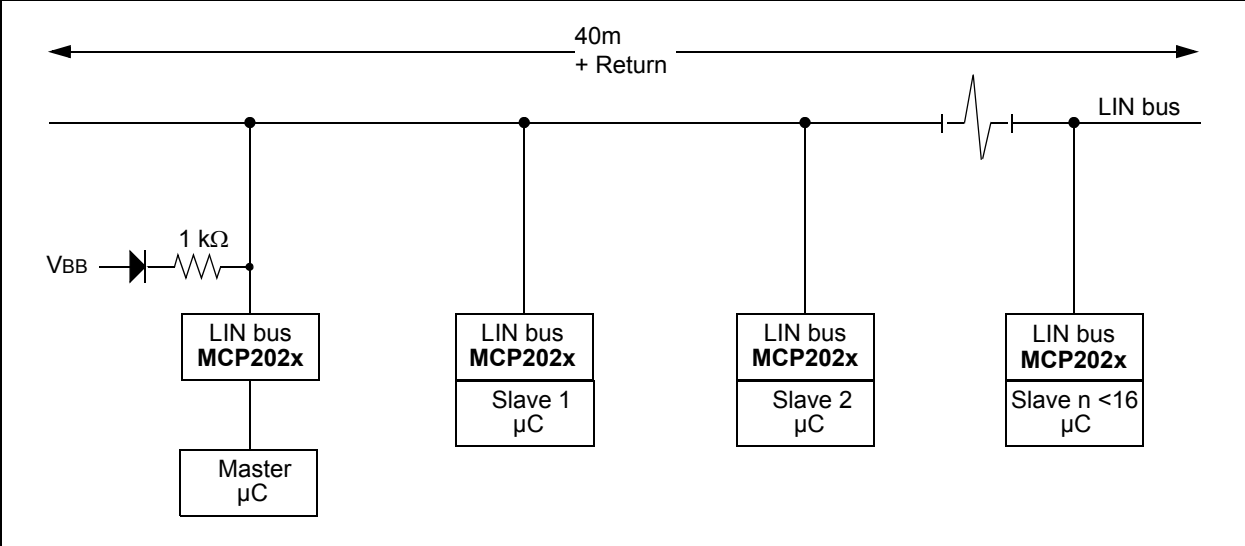 40m
+ Return
LIN bus
1 kΩ
VBB
LIN bus
MCP202x
LIN bus
MCP202x
LIN bus
MCP202x
LIN bus
MCP202x
Slave 1
µC
Slave 2
µC
Slave n <16
µC
Master
µC